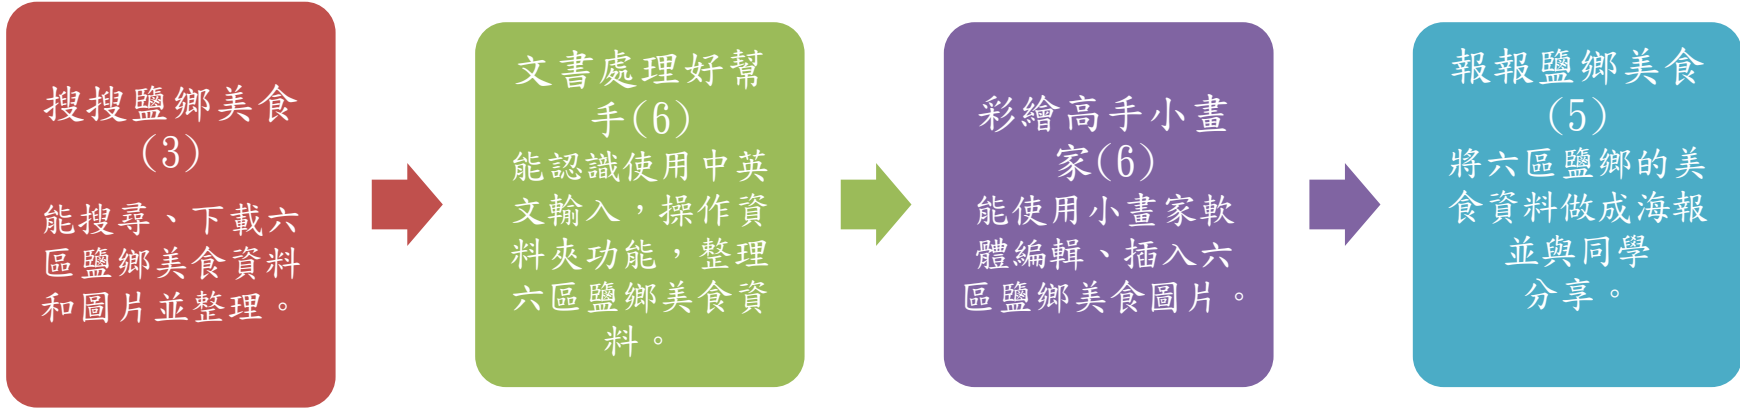 搜搜鹽鄉美食
(3)
能搜尋、下載六
區鹽鄉美食資料
和圖片並整理。
文書處理好幫
手(6)
能認識使用中英
文輸入，操作資
料夾功能，整理
六區鹽鄉美食資
料。
彩繪高手小畫
家(6)
能使用小畫家軟
體編輯、插入六
區鹽鄉美食圖片。
報報鹽鄉美食
(5)
將六區鹽鄉的美
食資料做成海報
並與同學
分享。